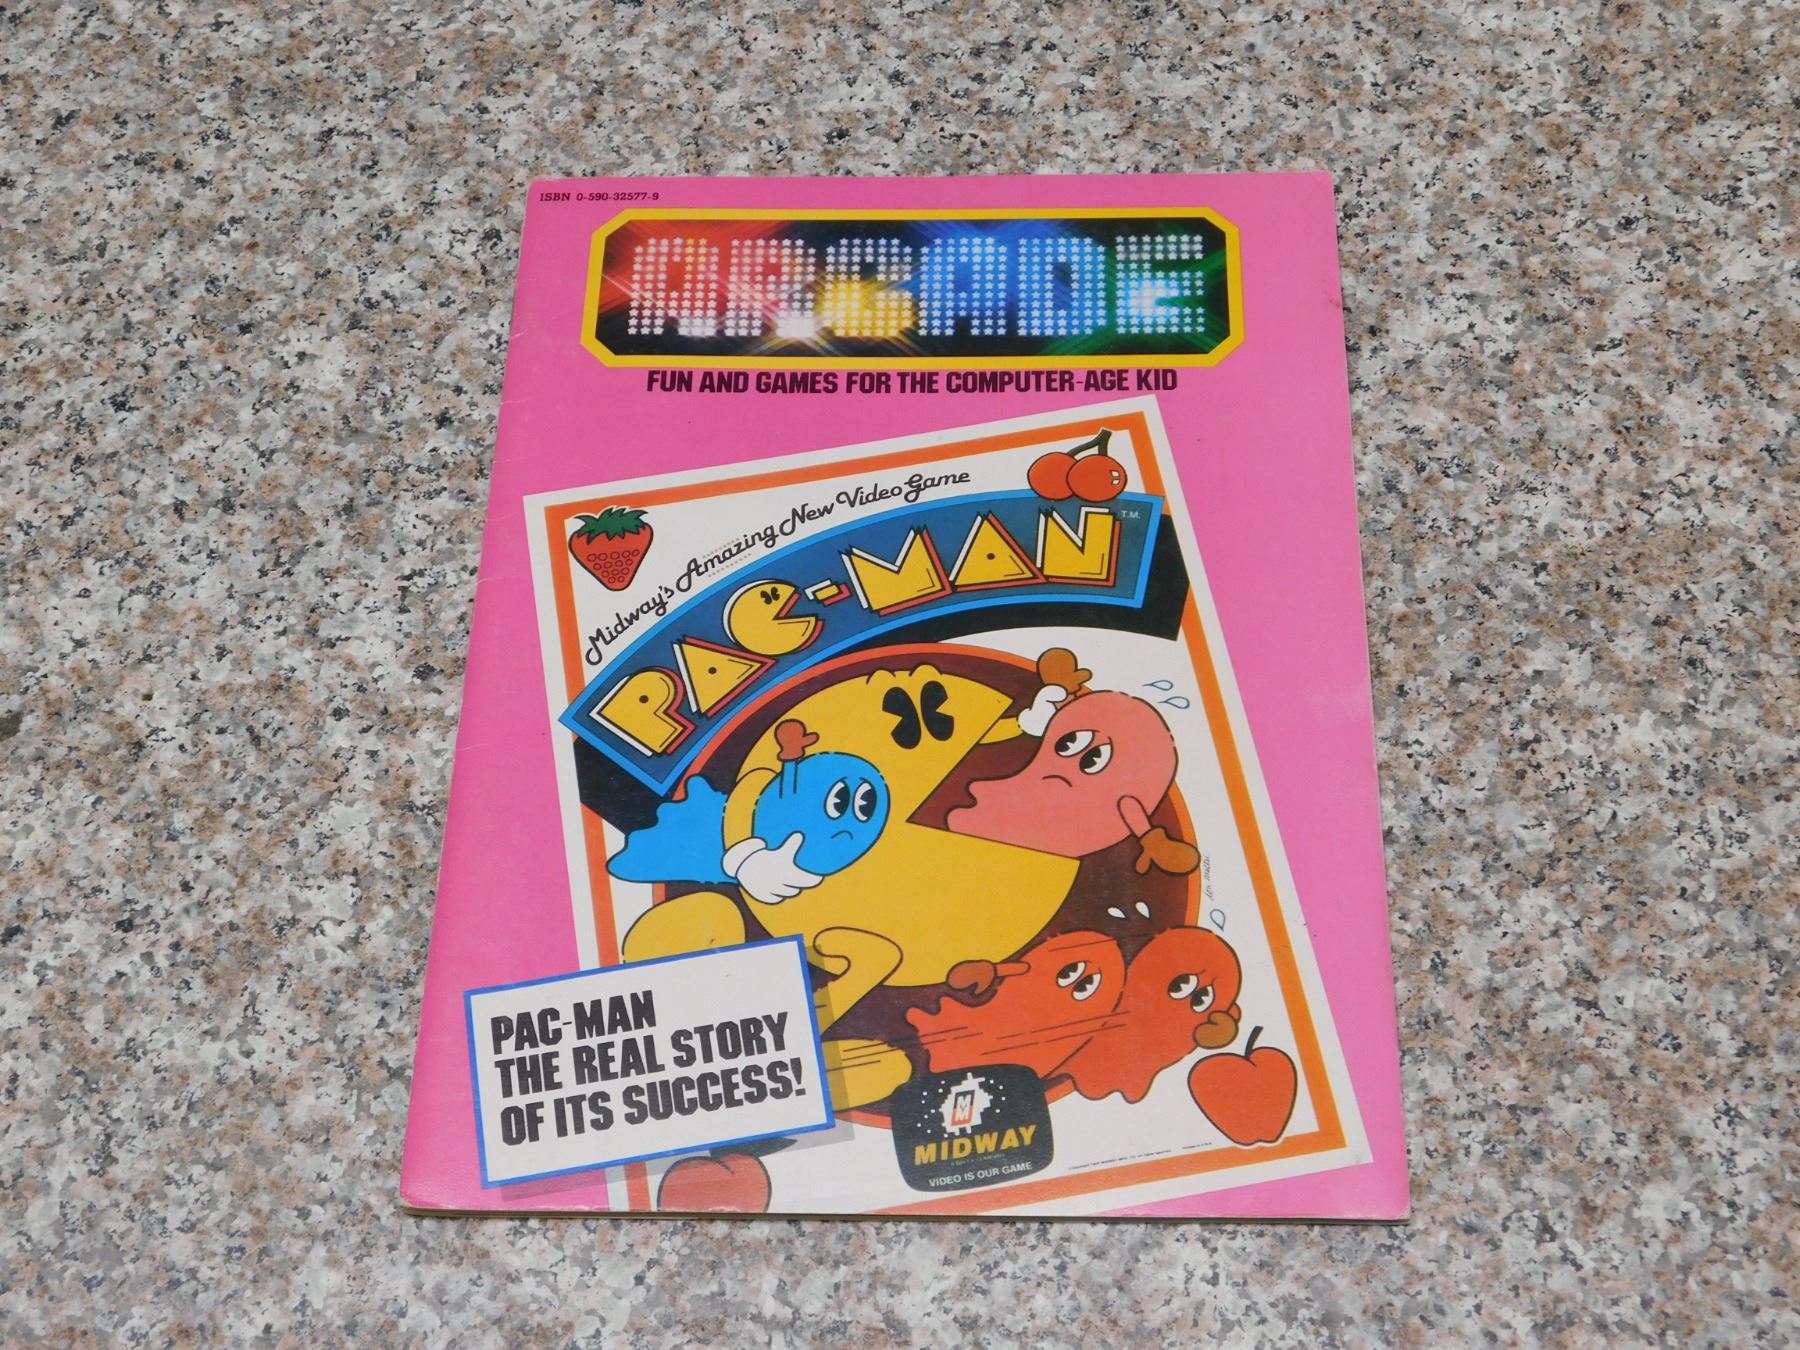 ISBN 0-590-32577-9
ARCADE
FUN AND GAMES FOR THE COMPUTER-AGE KID
Midway's Amazing New Video Game
PAC-MAN T.M.
PAC-MAN
THE REAL STORY
OF ITS SUCCESS!
MIDWAY
VIDEO IS OUR GAME